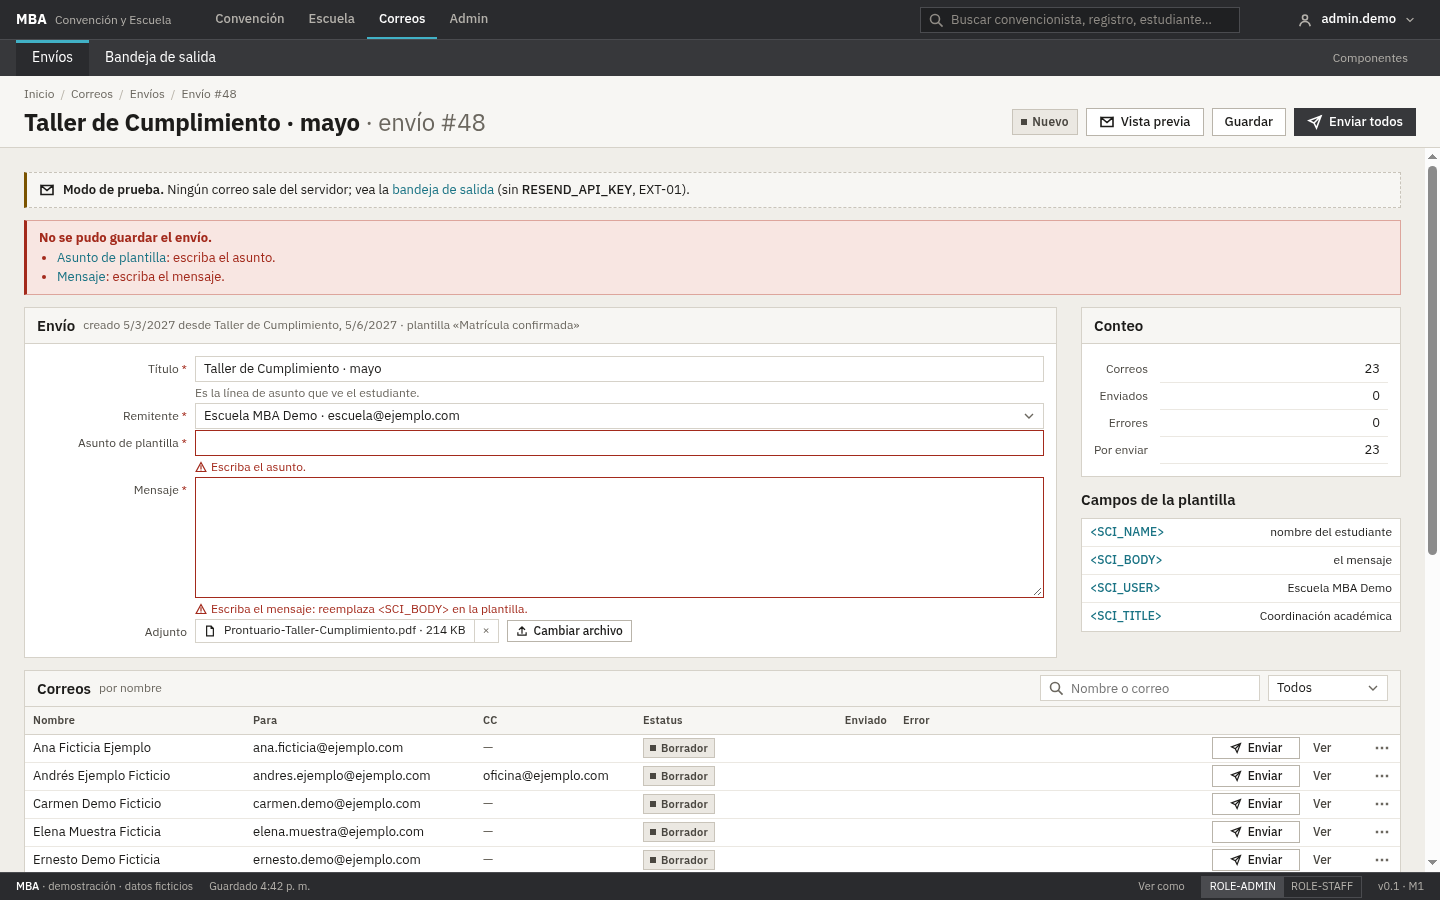 MBA Convención y Escuela Convención Escuela Correos Admin Buscar convencionista, registro, estudiante... admin.demo
Envíos Bandeja de salida Componentes
Inicio / Correos / Envíos / Envío #48
Taller de Cumplimiento · mayo · envío #48 Nuevo Vista previa Guardar Enviar todos
Modo de prueba. Ningún correo sale del servidor; vea la bandeja de salida (sin RESEND_API_KEY, EXT-01).
No se pudo guardar el envío.
• Asunto de plantilla: escriba el asunto.
• Mensaje: escriba el mensaje.
Envío creado 5/3/2027 desde Taller de Cumplimiento, 5/6/2027 · plantilla «Matrícula confirmada»
Título * Taller de Cumplimiento · mayo
Es la línea de asunto que ve el estudiante.
Remitente * Escuela MBA Demo · escuela@ejemplo.com
Asunto de plantilla *
Escriba el asunto.
Mensaje *
Escriba el mensaje: reemplaza <SCI_BODY> en la plantilla.
Adjunto Prontuario-Taller-Cumplimiento.pdf · 214 KB × Cambiar archivo
Conteo
Correos 23
Enviados 0
Errores 0
Por enviar 23
Campos de la plantilla
<SCI_NAME> nombre del estudiante
<SCI_BODY> el mensaje
<SCI_USER> Escuela MBA Demo
<SCI_TITLE> Coordinación académica
Correos por nombre Nombre o correo Todos
Nombre Para CC Estatus Enviado Error
Ana Ficticia Ejemplo ana.ficticia@ejemplo.com — Borrador Enviar Ver ···
Andrés Ejemplo Ficticio andres.ejemplo@ejemplo.com oficina@ejemplo.com Borrador Enviar Ver ···
Carmen Demo Ficticio carmen.demo@ejemplo.com — Borrador Enviar Ver ···
Elena Muestra Ficticia elena.muestra@ejemplo.com — Borrador Enviar Ver ···
Ernesto Demo Ficticia ernesto.demo@ejemplo.com — Borrador Enviar Ver ···
MBA · demostración · datos ficticios Guardado 4:42 p. m. Ver como ROLE-ADMIN ROLE-STAFF v0.1 · M1